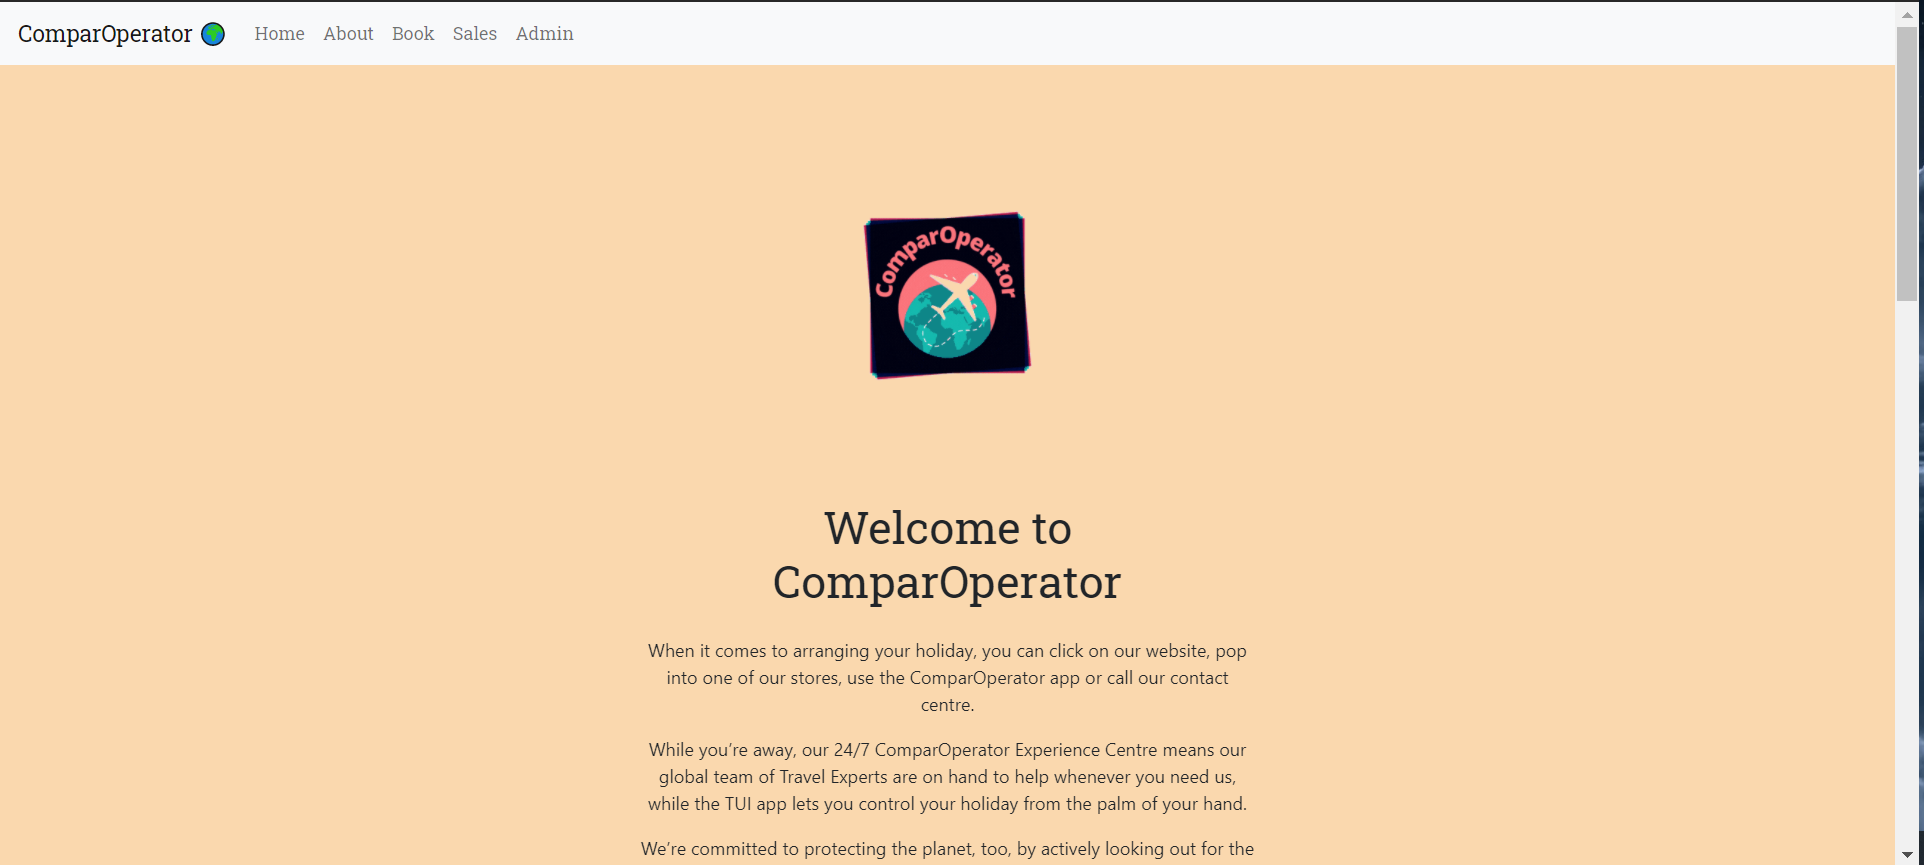 ComparOperator
Home About Book Sales Admin
ComparOperator
Welcome to
ComparOperator
When it comes to arranging your holiday, you can click on our website, pop
into one of our stores, use the ComparOperator app or call our contact
centre.
While you’re away, our 24/7 ComparOperator Experience Centre means our
global team of Travel Experts are on hand to help whenever you need us,
while the TUI app lets you control your holiday from the palm of your hand.
We’re committed to protecting the planet, too, by actively looking out for the